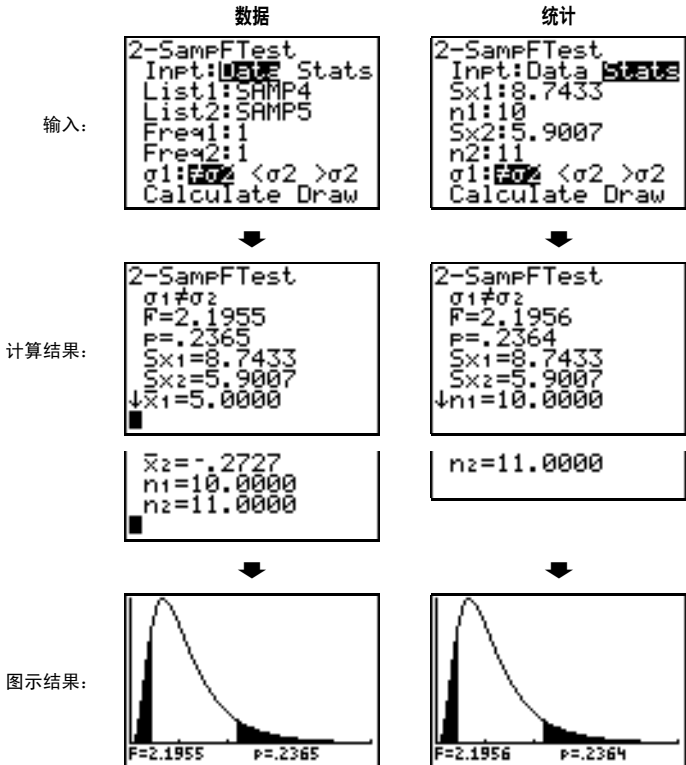 数据
统计
输入:
2-SampFTest
Inpt:Data Stats
List1:SAMP4
List2:SAMP5
Freq1:1
Freq2:1
σ1:≠σ2 <σ2 >σ2
Calculate Draw
2-SampFTest
Inpt:Data Stats
Sx1:8.7433
n1:10
Sx2:5.9007
n2:11
σ1:≠σ2 <σ2 >σ2
Calculate Draw
计算结果:
2-SampFTest
σ1≠σ2
F=2.1955
p=.2365
Sx1=8.7433
Sx2=5.9007
↓x̄1=5.0000
x̄2=-.2727
n1=10.0000
n2=11.0000
2-SampFTest
σ1≠σ2
F=2.1956
p=.2364
Sx1=8.7433
Sx2=5.9007
↓n1=10.0000
n2=11.0000
图示结果:
F=2.1955 p=.2365
F=2.1956 p=.2364